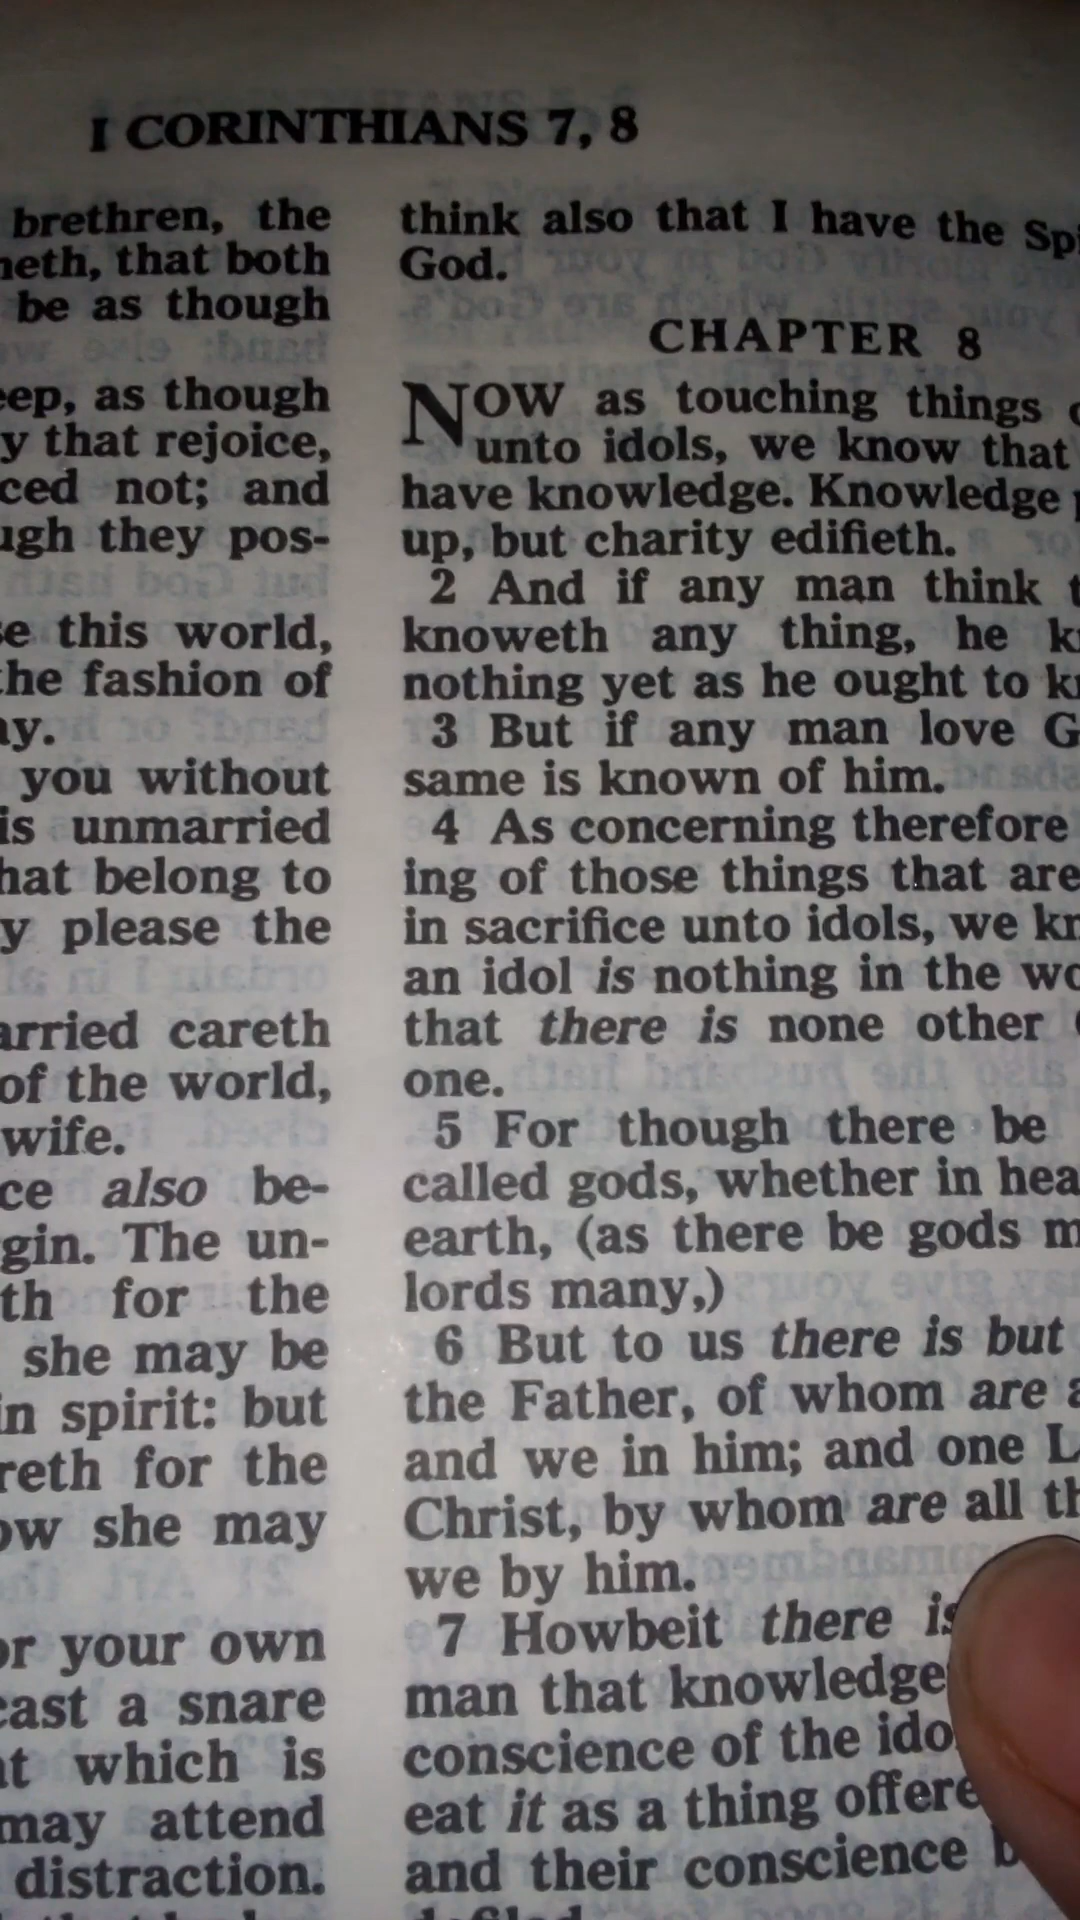 I CORINTHIANS 7, 8
brethren, the
neth, that both
be as though
eep, as though
y that rejoice,
ced not; and
ugh they pos-
se this world,
the fashion of
ay.
you without
is unmarried
hat belong to
y please the
arried careth
of the world,
wife.
ce also be-
gin. The un-
th for the
she may be
in spirit: but
reth for the
ow she may
or your own
cast a snare
at which is
may attend
distraction.
think also that I have the Spi
God.
CHAPTER 8
NOW as touching things
unto idols, we know that
have knowledge. Knowledge
up, but charity edifieth.
2 And if any man think t
knoweth any thing, he k
nothing yet as he ought to k
3 But if any man love G
same is known of him.
4 As concerning therefore
ing of those things that are
in sacrifice unto idols, we kn
an idol is nothing in the wo
that there is none other
one.
5 For though there be
called gods, whether in hea
earth, (as there be gods m
lords many,)
6 But to us there is but
the Father, of whom are a
and we in him; and one L
Christ, by whom are all th
we by him.
7 Howbeit there is
man that knowledge
conscience of the ido
eat it as a thing offere
and their conscience b
defiled.